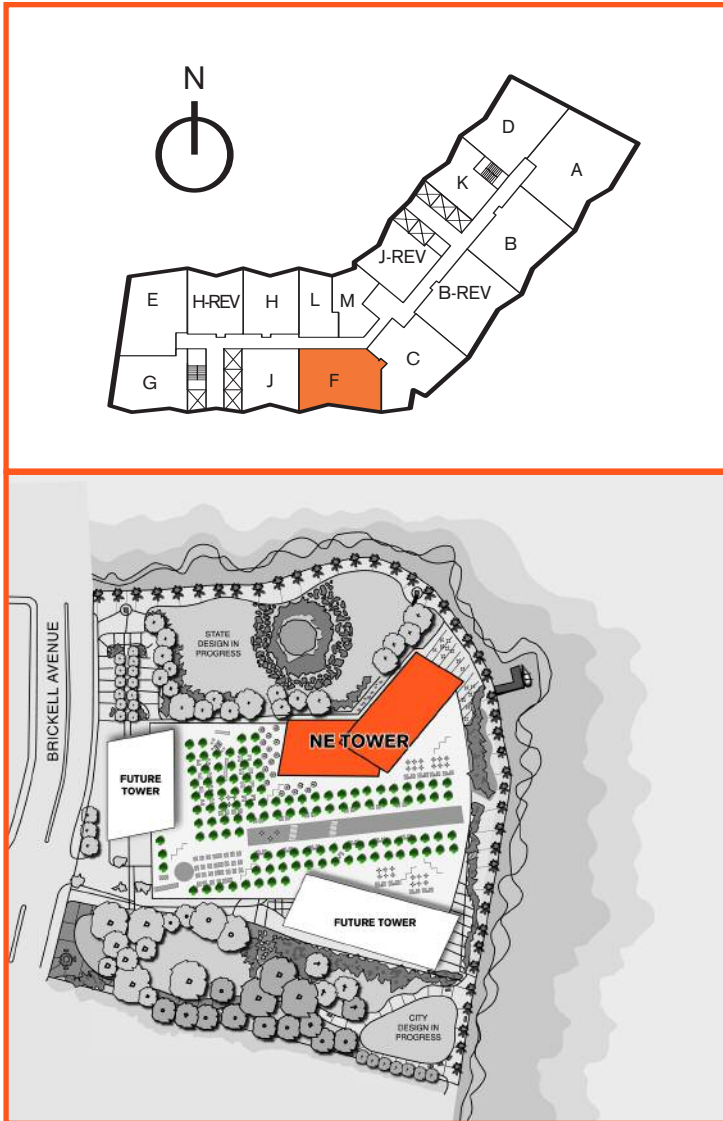 N
D
A
K
B
J-REV
B-REV
E
H-REV
H
L
M
C
G
J
F
BRICKELL AVENUE
STATE
DESIGN IN
PROGRESS
NE TOWER
FUTURE
TOWER
FUTURE TOWER
CITY
DESIGN IN
PROGRESS